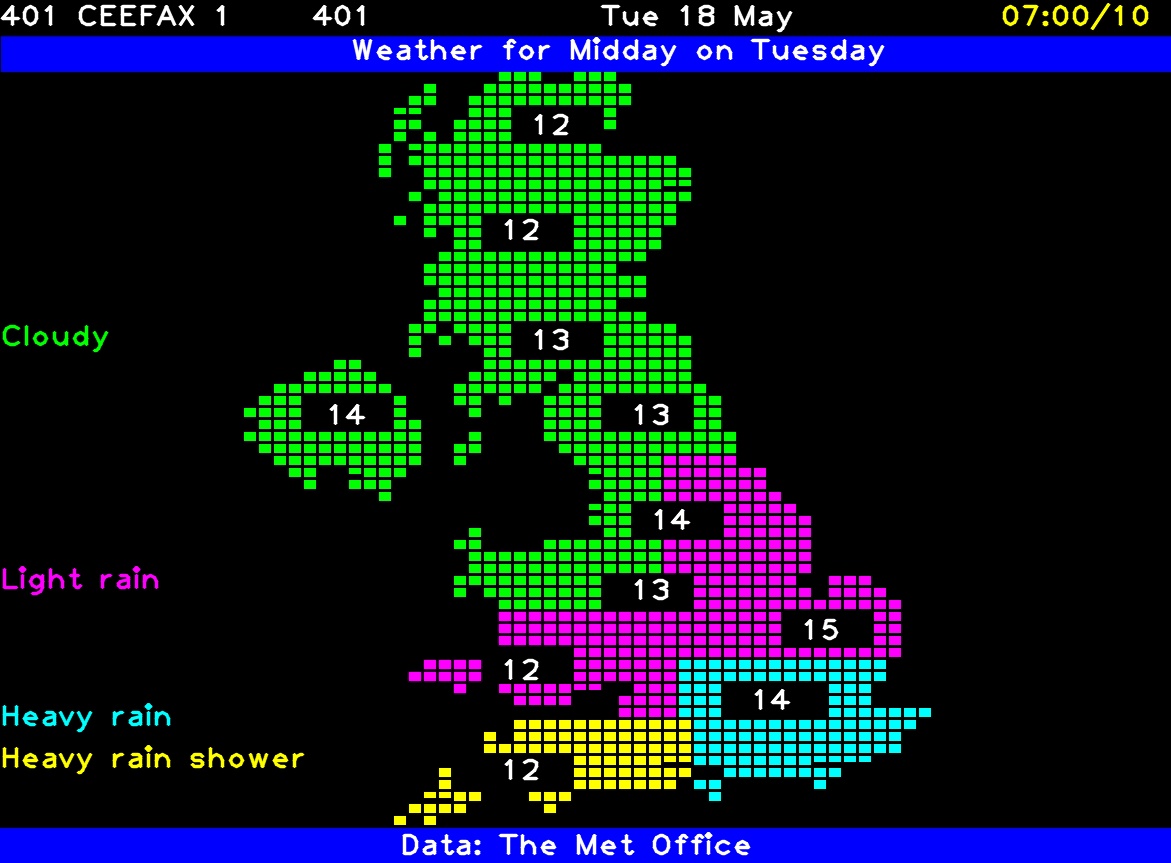 401 CEEFAX 1 401 Tue 18 May 07:00/10
Weather for Midday on Tuesday
12
12
Cloudy 13
14 13
14
Light rain 13
15
12
14
Heavy rain
Heavy rain shower
12
Data: The Met Office